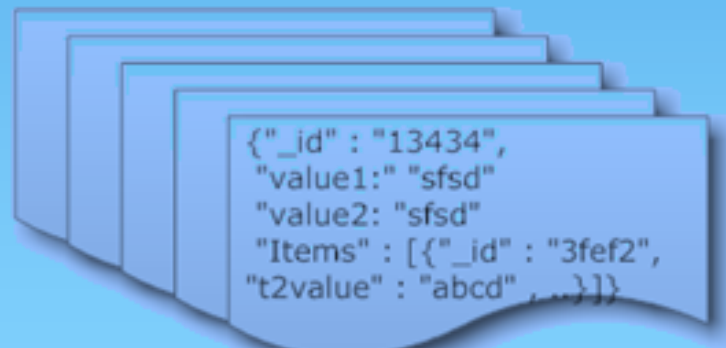 {"_id" : "13434",
"value1:" "sfsd"
"value2: "sfsd"
"Items" : [{"_id" : "3fef2",
"t2value" : "abcd" , ..}]}